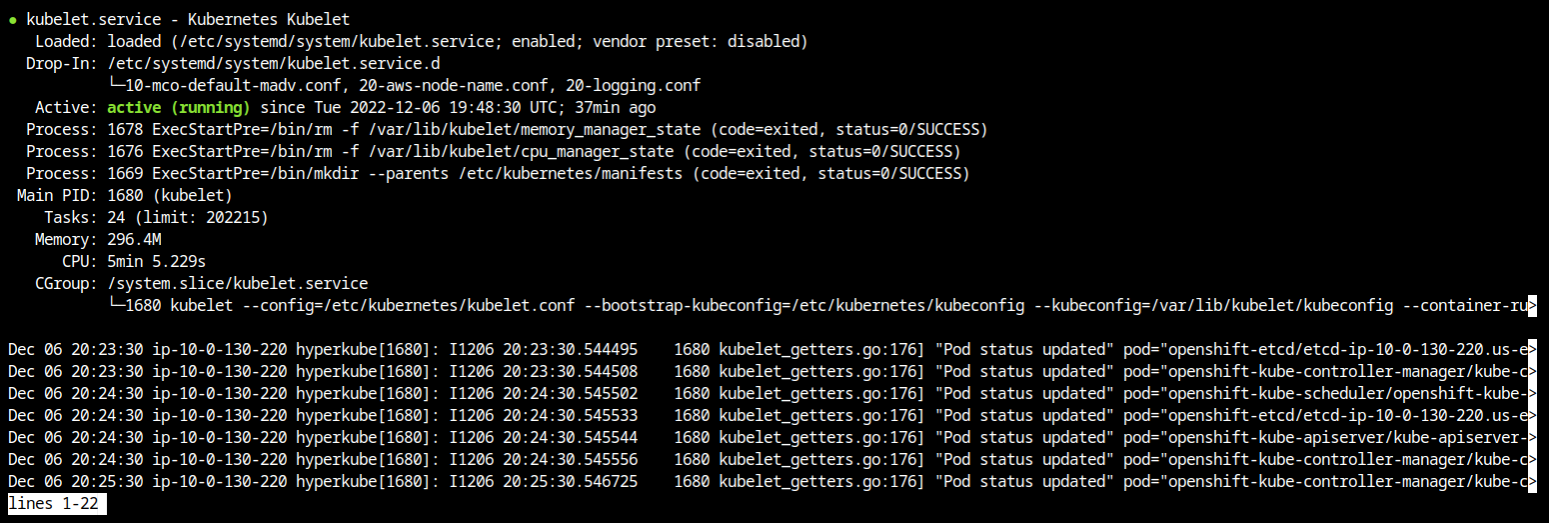 ● kubelet.service - Kubernetes Kubelet
Loaded: loaded (/etc/systemd/system/kubelet.service; enabled; vendor preset: disabled)
Drop-In: /etc/systemd/system/kubelet.service.d
└─10-mco-default-madv.conf, 20-aws-node-name.conf, 20-logging.conf
Active: active (running) since Tue 2022-12-06 19:48:30 UTC; 37min ago
Process: 1678 ExecStartPre=/bin/rm -f /var/lib/kubelet/memory_manager_state (code=exited, status=0/SUCCESS)
Process: 1676 ExecStartPre=/bin/rm -f /var/lib/kubelet/cpu_manager_state (code=exited, status=0/SUCCESS)
Process: 1669 ExecStartPre=/bin/mkdir --parents /etc/kubernetes/manifests (code=exited, status=0/SUCCESS)
Main PID: 1680 (kubelet)
Tasks: 24 (limit: 202215)
Memory: 296.4M
CPU: 5min 5.229s
CGroup: /system.slice/kubelet.service
└─1680 kubelet --config=/etc/kubernetes/kubelet.conf --bootstrap-kubeconfig=/etc/kubernetes/kubeconfig --kubeconfig=/var/lib/kubelet/kubeconfig --container-ru>
Dec 06 20:23:30 ip-10-0-130-220 hyperkube[1680]: I1206 20:23:30.544495    1680 kubelet_getters.go:176] "Pod status updated" pod="openshift-etcd/etcd-ip-10-0-130-220.us-e>
Dec 06 20:23:30 ip-10-0-130-220 hyperkube[1680]: I1206 20:23:30.544508    1680 kubelet_getters.go:176] "Pod status updated" pod="openshift-kube-controller-manager/kube-c>
Dec 06 20:24:30 ip-10-0-130-220 hyperkube[1680]: I1206 20:24:30.545502    1680 kubelet_getters.go:176] "Pod status updated" pod="openshift-kube-scheduler/openshift-kube->
Dec 06 20:24:30 ip-10-0-130-220 hyperkube[1680]: I1206 20:24:30.545533    1680 kubelet_getters.go:176] "Pod status updated" pod="openshift-etcd/etcd-ip-10-0-130-220.us-e>
Dec 06 20:24:30 ip-10-0-130-220 hyperkube[1680]: I1206 20:24:30.545544    1680 kubelet_getters.go:176] "Pod status updated" pod="openshift-kube-apiserver/kube-apiserver->
Dec 06 20:24:30 ip-10-0-130-220 hyperkube[1680]: I1206 20:24:30.545556    1680 kubelet_getters.go:176] "Pod status updated" pod="openshift-kube-controller-manager/kube-c>
Dec 06 20:25:30 ip-10-0-130-220 hyperkube[1680]: I1206 20:25:30.546725    1680 kubelet_getters.go:176] "Pod status updated" pod="openshift-kube-controller-manager/kube-c>
lines 1-22